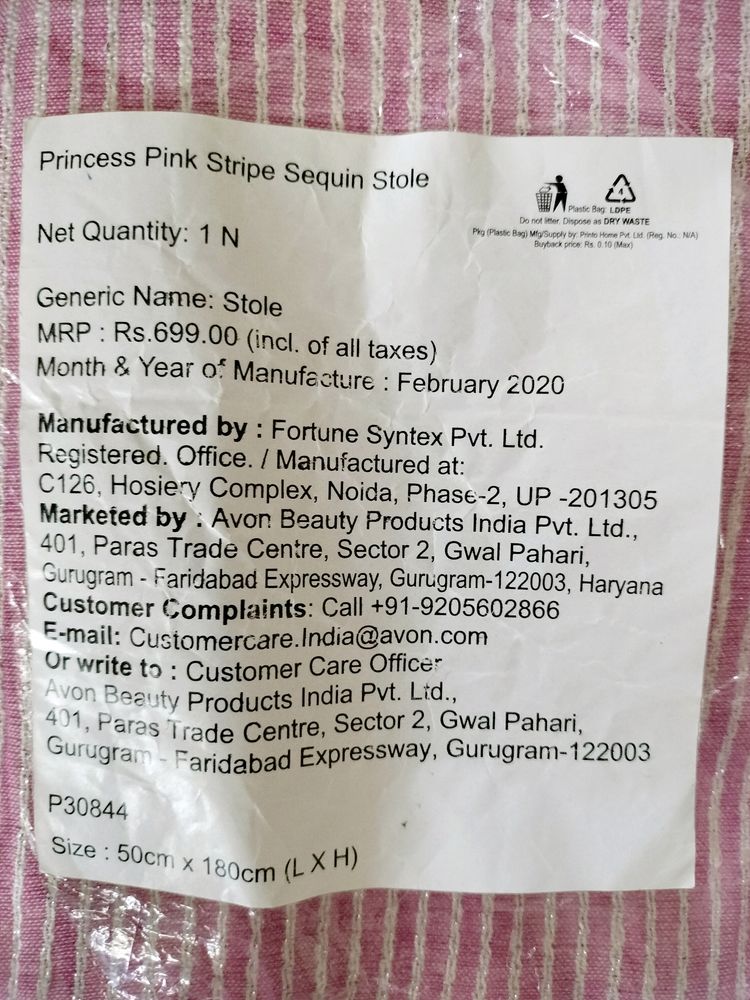 Princess Pink Stripe Sequin Stole
4
Plastic Bag: LDPE
Do not litter. Dispose as DRY WASTE
Pkg (Plastic Bag) Mfg/Supply by: Printo Home Pvt. Ltd. (Reg. No.: N/A)
Buyback price: Rs. 0.10 (Max)
Net Quantity: 1 N
Generic Name: Stole
MRP : Rs.699.00 (incl. of all taxes)
Month & Year of Manufacture : February 2020
Manufactured by : Fortune Syntex Pvt. Ltd.
Registered. Office. / Manufactured at:
C126, Hosiery Complex, Noida, Phase-2, UP -201305
Marketed by : Avon Beauty Products India Pvt. Ltd.,
401, Paras Trade Centre, Sector 2, Gwal Pahari,
Gurugram - Faridabad Expressway, Gurugram-122003, Haryana
Customer Complaints: Call +91-9205602866
E-mail: Customercare.India@avon.com
Or write to : Customer Care Officer
Avon Beauty Products India Pvt. Ltd.,
401, Paras Trade Centre, Sector 2, Gwal Pahari,
Gurugram - Faridabad Expressway, Gurugram-122003
P30844
Size : 50cm x 180cm (L X H)